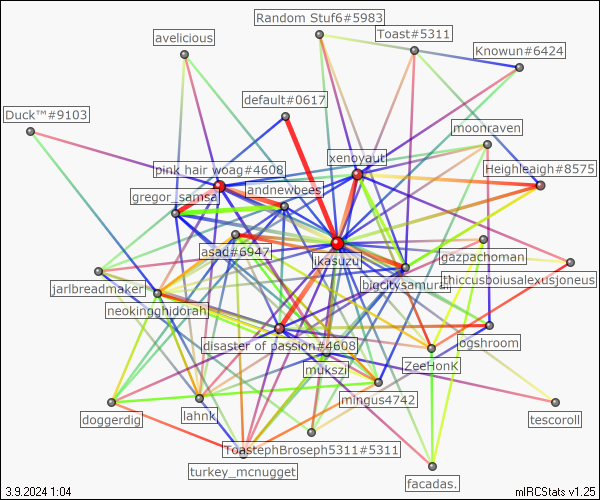 Random Stuf6#5983
Toast#5311
avelicious
Knowun#6424
default#0617
Duck™#9103
moonraven
xenoyaut
pink hair woag#4608
Heighleaigh#8575
andnewbees
gregor_samsa
asad#6947
ikasuzu
gazpachoman
thiccusboiusalexusjoneus
bigcitysamurai
jarlbreadmaker
neokingghidorah
ogshroom
disaster of passion#4608
ZeeHonK
mukszi
mingus4742
doggerdig
lahnk
tescoroll
ToastephBroseph5311#5311
turkey_mcnugget
facadas.
3.9.2024 1:04
mIRCStats v1.25